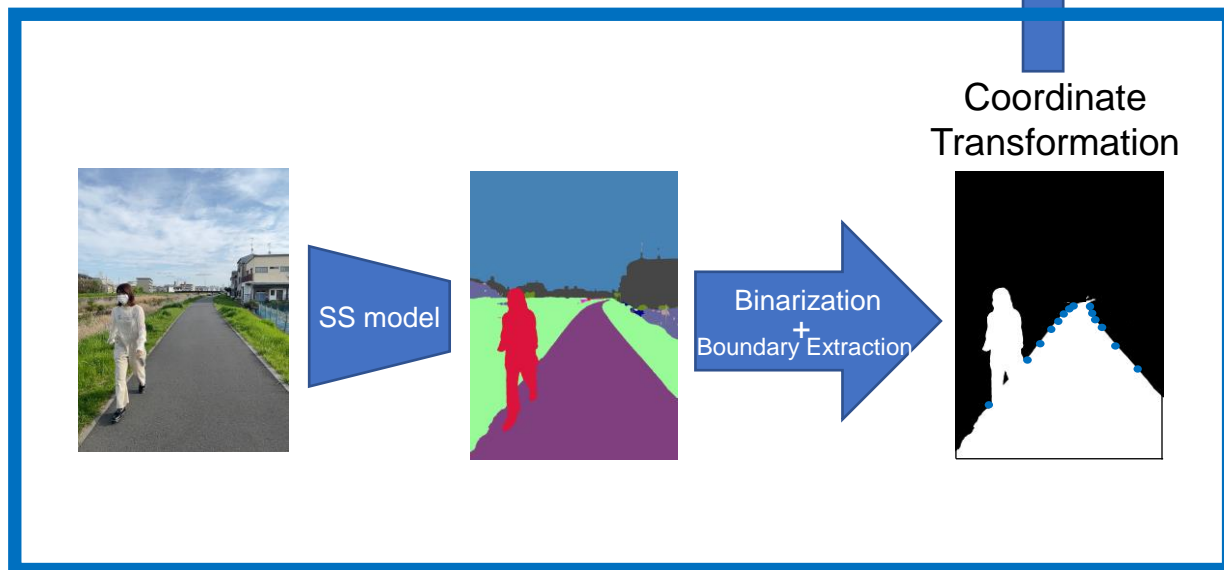 Coordinate
Transformation
SS model
Binarization
+
Boundary Extraction